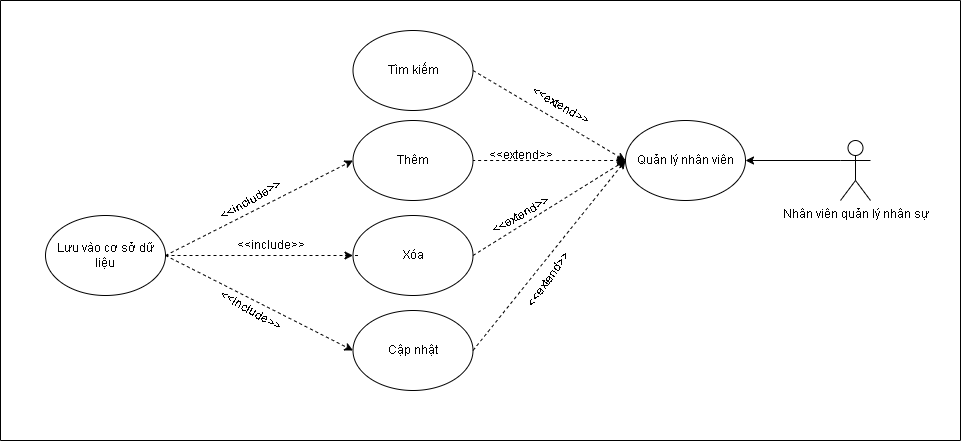 Tìm kiếm
<<extend>>
Thêm
<<extend>>
Quản lý nhân viên
<<include>>
Nhân viên quản lý nhân sự
<<extend>>
Lưu vào cơ sở dữ
liệu
<<include>>
Xóa
<<extend>>
<<include>>
Cập nhật